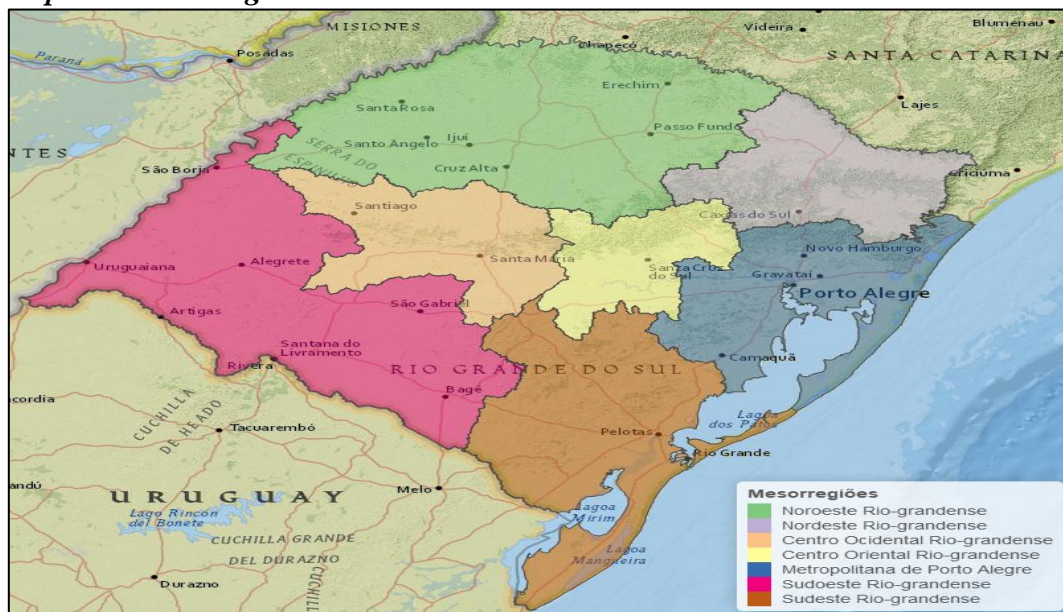 MISIONES
Posadas
Paraná
Chapecó
Videira
Blumenau
SANTA CATARINA
Lajes
Criciúma
NTES
Santa Rosa
Erechim
Santo Ângelo
Ijuí
Passo Fundo
Cruz Alta
SERRA DO
São Borja
Santiago
Caxias do Sul
Novo Hamburgo
Uruguaiana
Alegrete
Santa Maria
Santa Cruz
do Sul
Gravataí
Porto Alegre
São Gabriel
Artigas
Santana do
Livramento
Rivera
RIO GRANDE DO SUL
Camaquã
Bagé
CUCHILLA
DE HEADO
Tacuarembó
Lagoa
dos Patos
Pelotas
Rio Grande
Melo
URUGUAY
Lago Rincón
del Bonete
Lagoa
Mirim
CUCHILLA GRANDE
DEL DURAZNO
Lagoa
Mangueira
Durazno
CUCHIL
Mesorregiões
Noroeste Rio-grandense
Nordeste Rio-grandense
Centro Ocidental Rio-grandense
Centro Oriental Rio-grandense
Metropolitana de Porto Alegre
Sudoeste Rio-grandense
Sudeste Rio-grandense